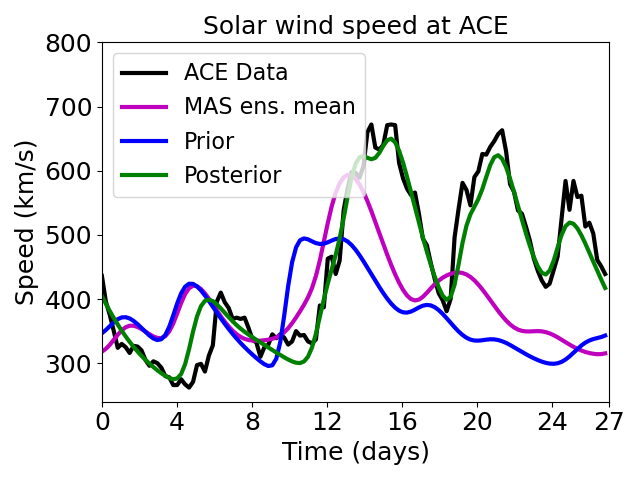 Solar wind speed at ACE
800
700
600
500
400
300
Speed (km/s)
ACE Data
MAS ens. mean
Prior
Posterior
0 4 8 12 16 20 24 27
Time (days)